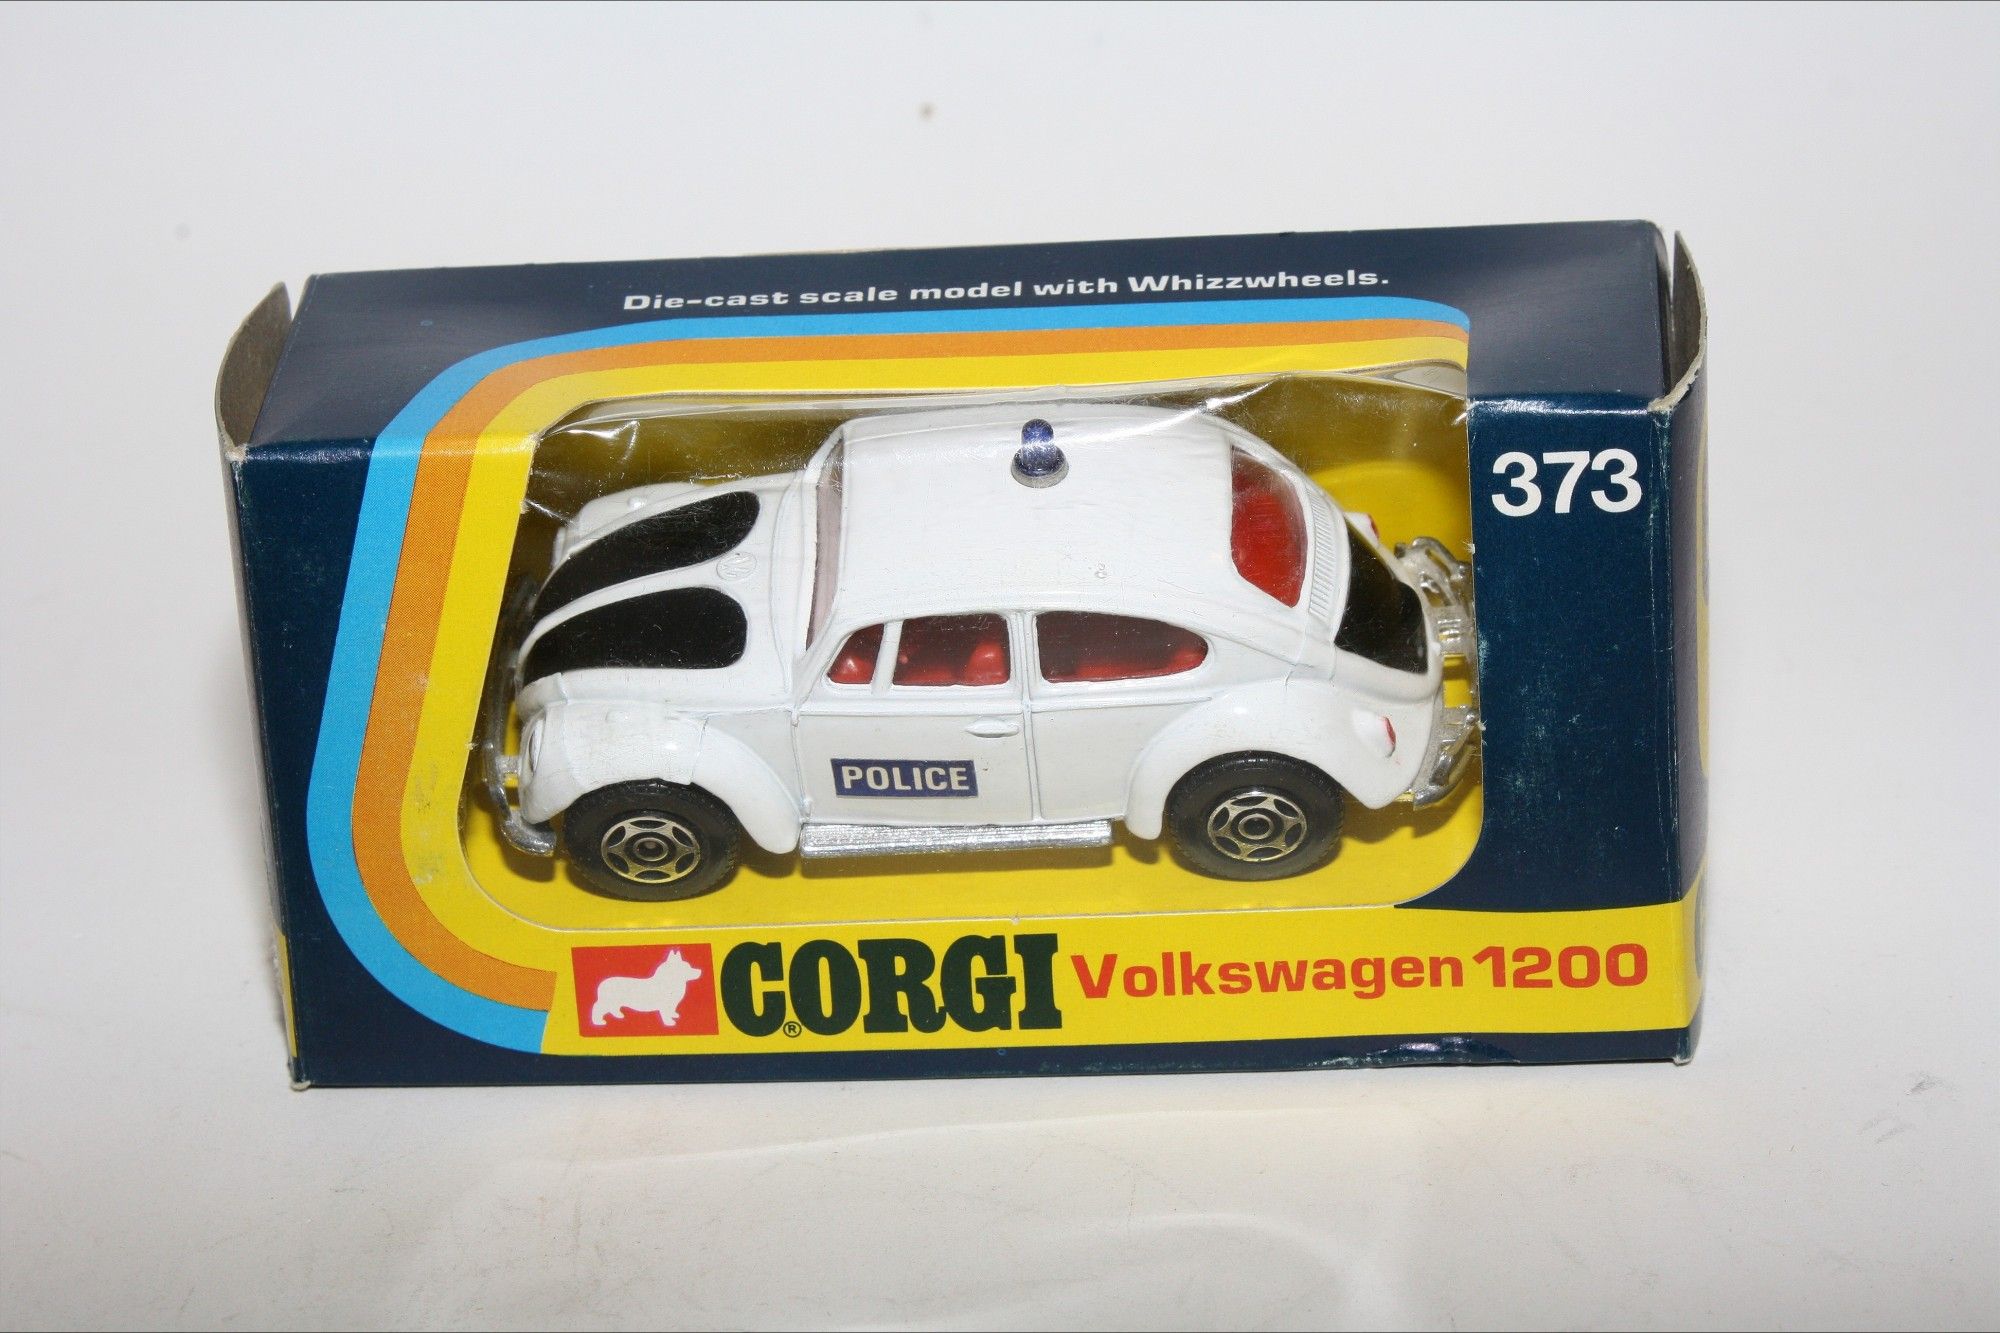 Die-cast scale model with Whizzwheels.
373
POLICE
CORGI® Volkswagen 1200